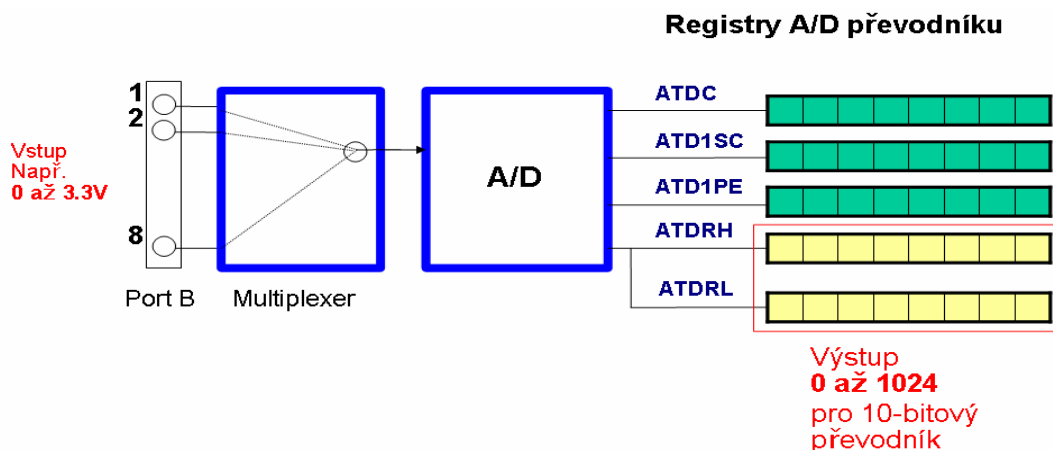 Registry A/D převodníku
1
2
8
Vstup
Např.
0 až 3.3V
Port B
Multiplexer
A/D
ATDC
ATD1SC
ATD1PE
ATDRH
ATDRL
Výstup
0 až 1024
pro 10-bitový
převodník